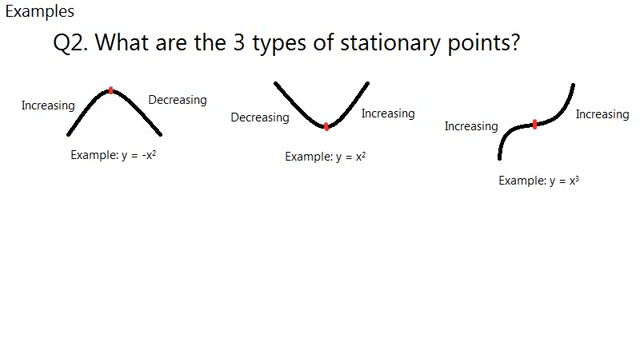 Examples
Q2. What are the 3 types of stationary points?
Increasing
Decreasing
Example: y = -x²
Decreasing
Increasing
Example: y = x²
Increasing
Increasing
Example: y = x³